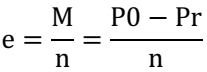 e = M/n = P0 − Pr/n